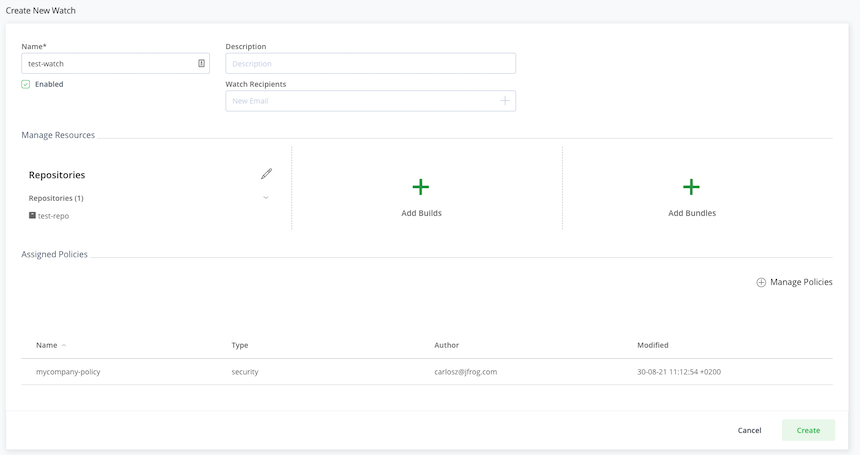 Create New Watch
Name*
Description
test-watch
Description
Enabled
Watch Recipients
New Email
Manage Resources
Repositories
Repositories (1)
test-repo
Add Builds
Add Bundles
Assigned Policies
Manage Policies
Name Type Author Modified
mycompany-policy security carlosz@jfrog.com 30-08-21 11:12:54 +0200
Cancel Create